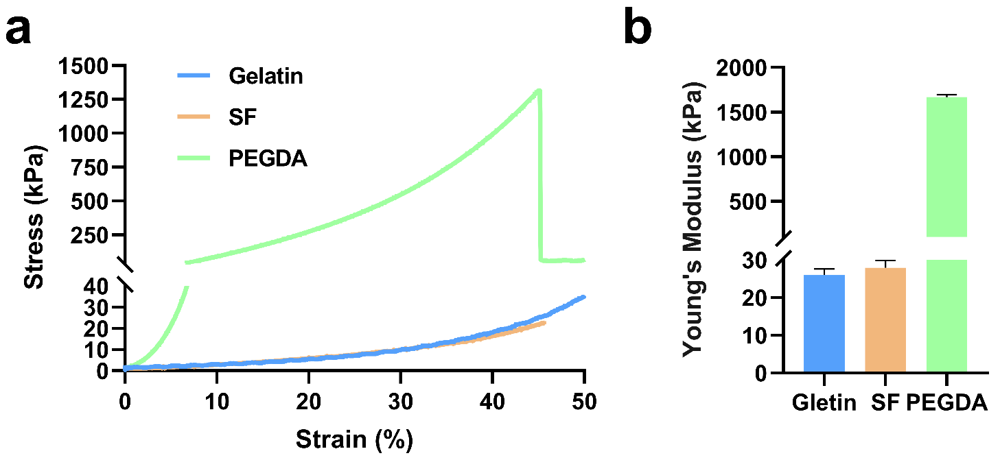 a
Stress (kPa)
1500
1250
1000
750
500
250
40
30
20
10
0
Gelatin
SF
PEGDA
0 10 20 30 40 50
Strain (%)
b
Young's Modulus (kPa)
2000
1500
1000
500
30
20
10
0
Gletin SF PEGDA